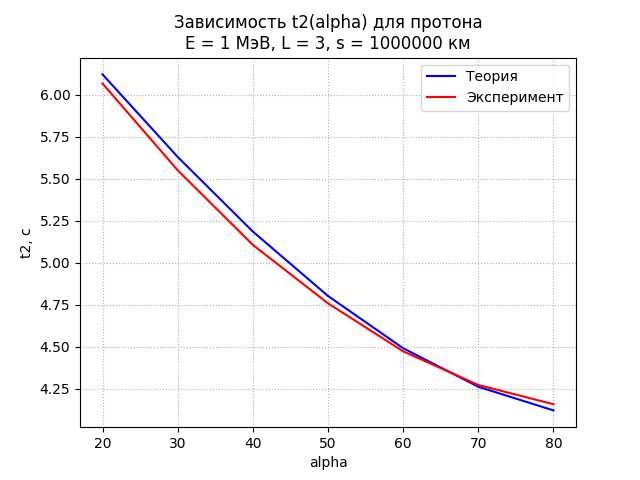 Зависимость t2(alpha) для протона
E = 1 МэВ, L = 3, s = 1000000 км
Теория
Эксперимент
6.00
5.75
5.50
5.25
5.00
4.75
4.50
4.25
t2, с
20 30 40 50 60 70 80
alpha